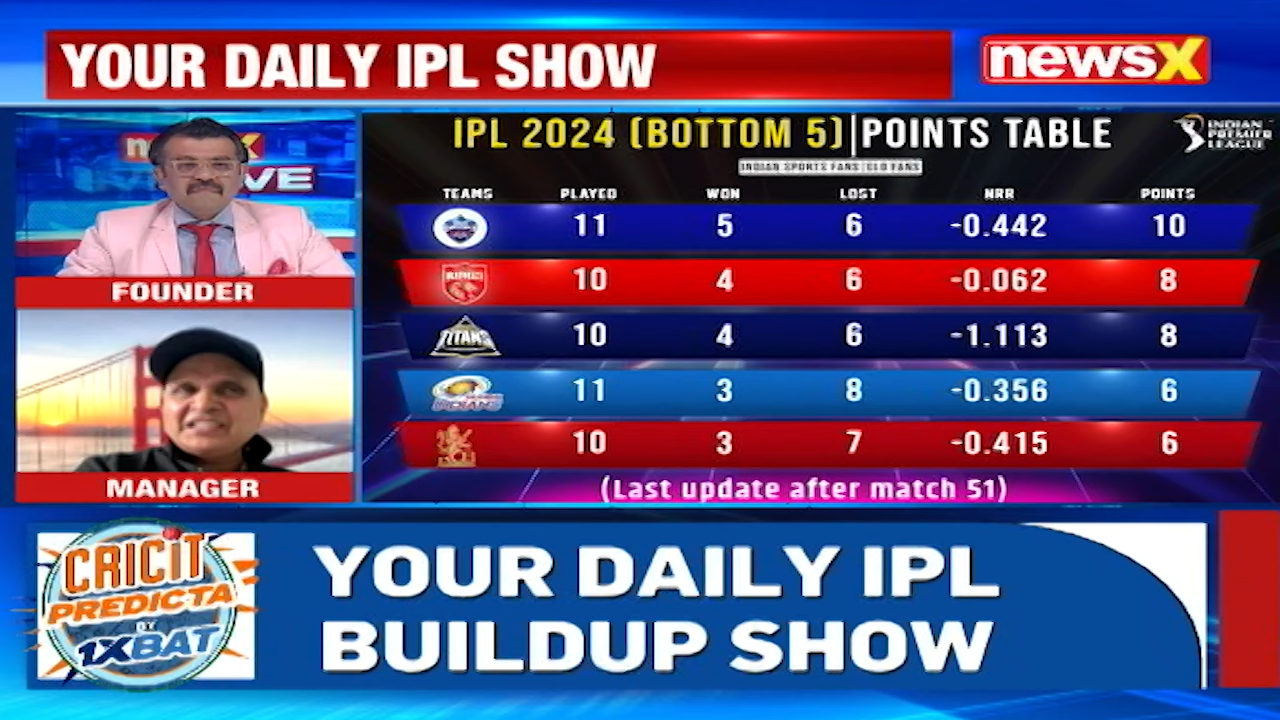 YOUR DAILY IPL SHOW
newsX
IPL 2024 (BOTTOM 5)|POINTS TABLE
INDIAN PREMIER LEAGUE
INDIAN SPORTS FANS
FANS
TEAMS PLAYED WON LOST NRR POINTS
11 5 6 -0.442 10
10 4 6 -0.062 8
TITANS 10 4 6 -1.113 8
INDIANS 11 3 8 -0.356 6
10 3 7 -0.415 6
(Last update after match 51)
FOUNDER
MANAGER
CRICIT
PREDICTA
BY
1XBAT
YOUR DAILY IPL
BUILDUP SHOW